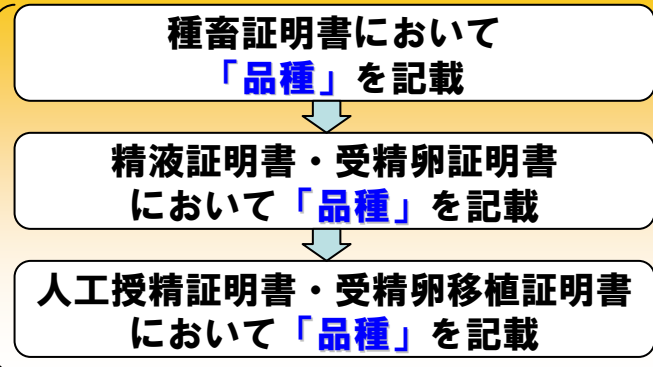 種畜証明書において
「品種」を記載
精液証明書・受精卵証明書
において「品種」を記載
人工授精証明書・受精卵移植証明書
において「品種」を記載